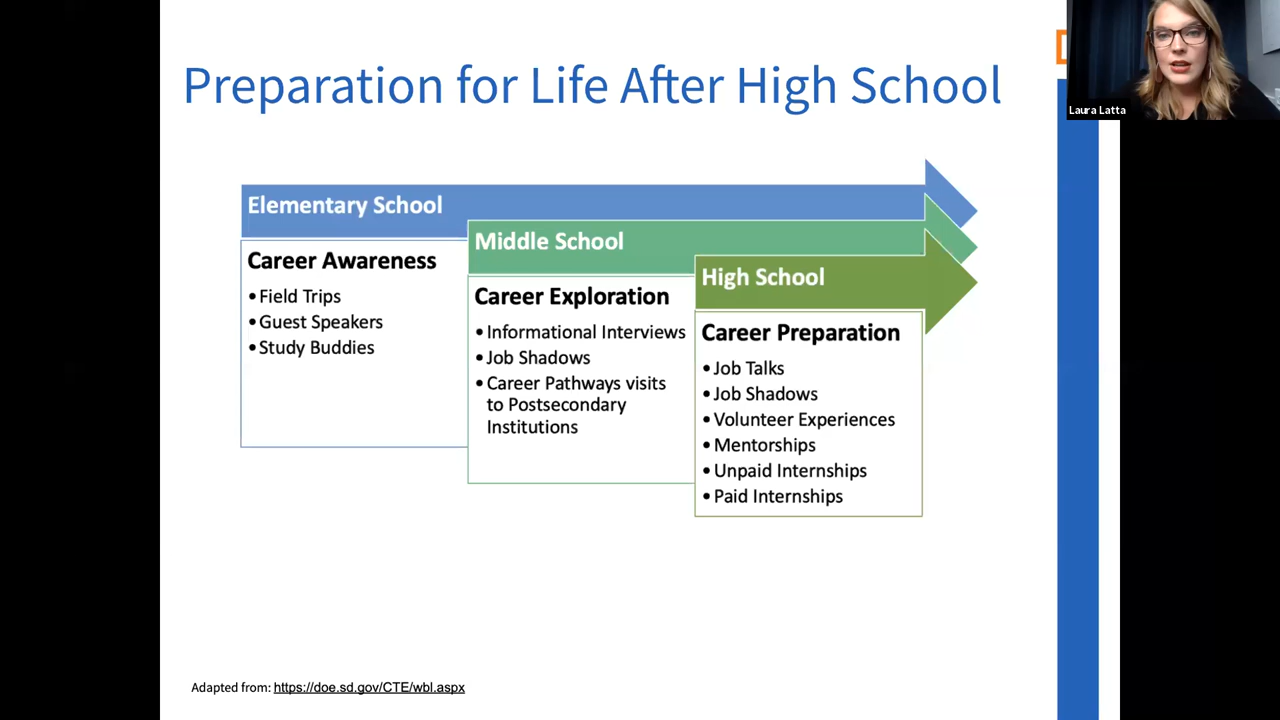 Preparation for Life After High School
Laura Latta
Elementary School
Career Awareness
•Field Trips
•Guest Speakers
•Study Buddies
Middle School
Career Exploration
•Informational Interviews
•Job Shadows
•Career Pathways visits
to Postsecondary
Institutions
High School
Career Preparation
•Job Talks
•Job Shadows
•Volunteer Experiences
•Mentorships
•Unpaid Internships
•Paid Internships
Adapted from: https://doe.sd.gov/CTE/wbl.aspx